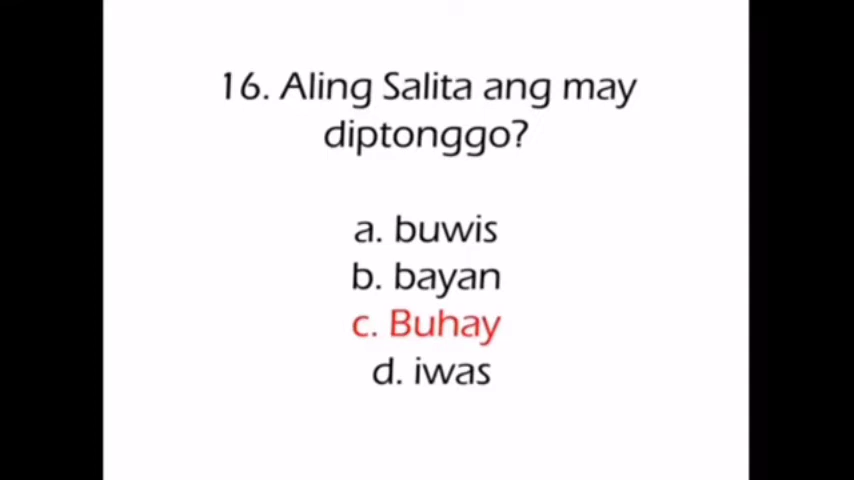 16. Aling Salita ang may
diptonggo?
a. buwis
b. bayan
c. Buhay
d. iwas